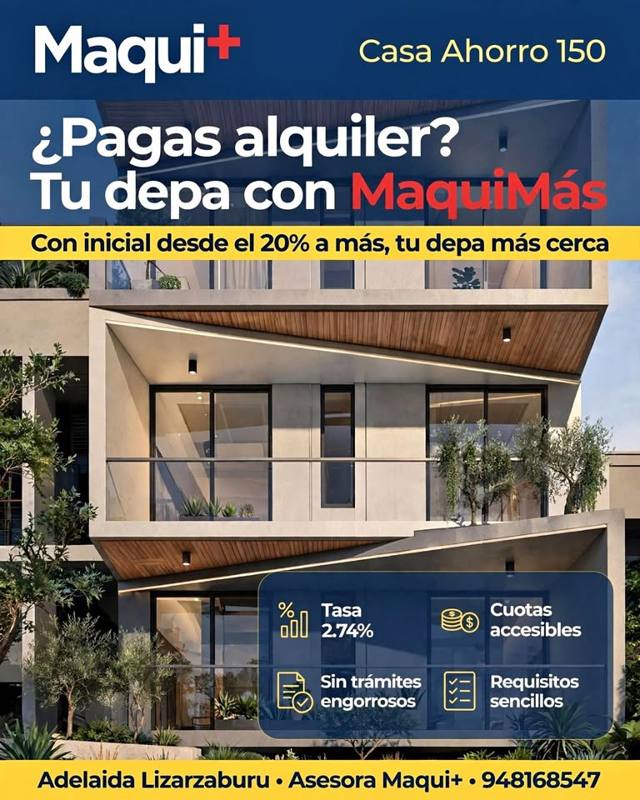 Maqui+
Casa Ahorro 150
¿Pagas alquiler?
Tu depa con MaquiMás
Con inicial desde el 20% a más, tu depa más cerca
Tasa
2.74%
Cuotas
accesibles
Sin trámites
engorrosos
Requisitos
sencillos
Adelaida Lizarzaburu • Asesora Maqui+ • 948168547